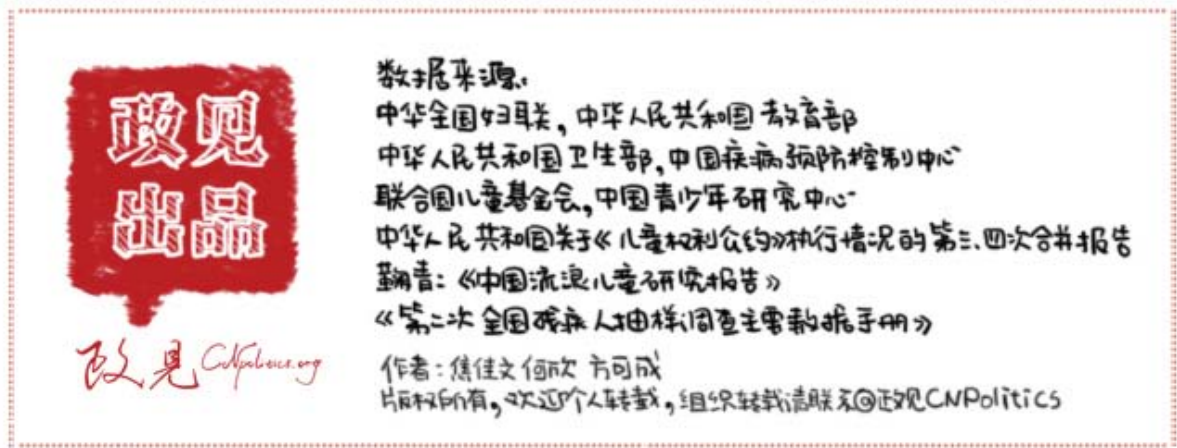 政见
出品
政見 CNpolitics.org
数据来源:
中华全国妇联,中华人民共和国教育部
中华人民共和国卫生部,中国疾病预防控制中心
联合国儿童基金会,中国青少年研究中心
中华人民共和国关于《儿童权利公约》执行情况的第三、四次合并报告
鞠青:《中国流浪儿童研究报告》
《第二次全国残疾人抽样调查主要数据手册》
作者:焦佳文 何欣 方可成
版权所有,欢迎个人转载,组织转载请联系@政见CNPolitics